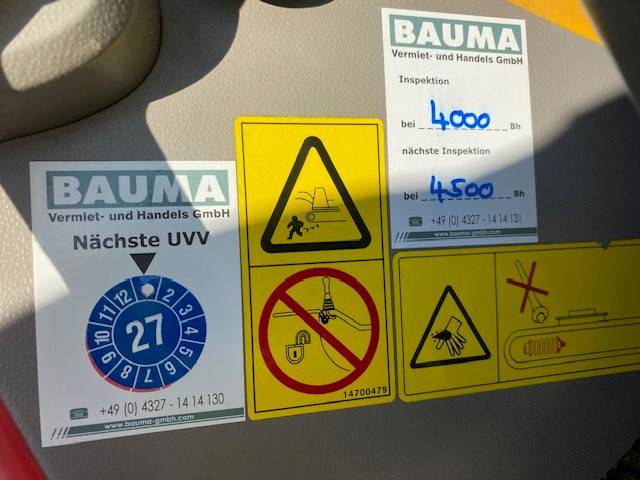 BAUMA
Vermiet- und Handels GmbH
Nächste UVV
12 2 3 4 5 6 7 8 9 10 11
27
+49 (0) 4327 - 14 14 130
www.bauma-gmbh.com
14700479
BAUMA
Vermiet- und Handels GmbH
Inspektion
bei 4000 Bh
nächste Inspektion
bei 4500 Bh
+49 (0) 4327 - 14 14 131
www.bauma-gmbh.com